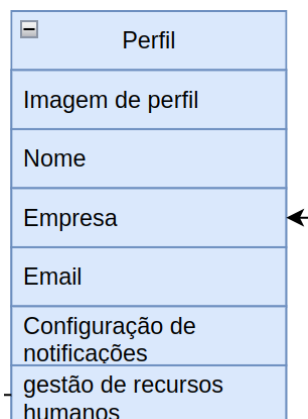 Perfil
Imagem de perfil
Nome
Empresa
Email
Configuração de
notificações
gestão de recursos
humanos